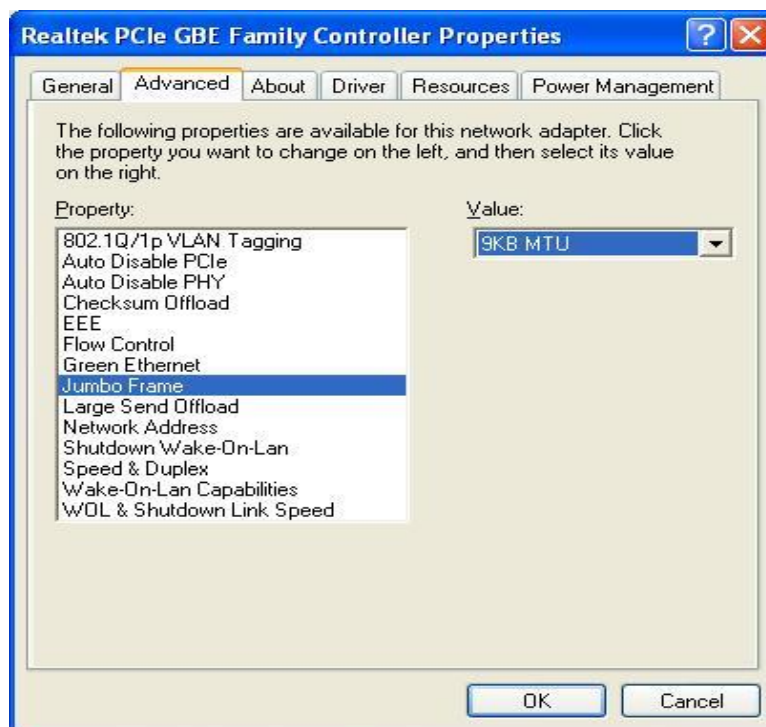 Realtek PCIe GBE Family Controller Properties
General Advanced About Driver Resources Power Management
The following properties are available for this network adapter. Click
the property you want to change on the left, and then select its value
on the right.
Property:
802.1Q/1p VLAN Tagging
Auto Disable PCIe
Auto Disable PHY
Checksum Offload
EEE
Flow Control
Green Ethernet
Jumbo Frame
Large Send Offload
Network Address
Shutdown Wake-On-Lan
Speed & Duplex
Wake-On-Lan Capabilities
WOL & Shutdown Link Speed
Value:
9KB MTU
OK Cancel